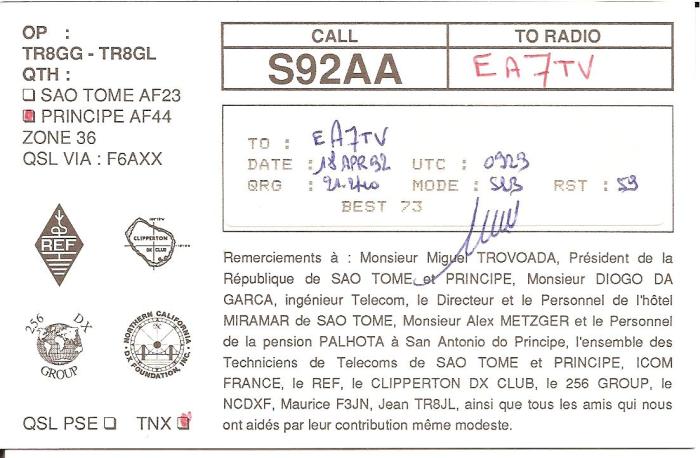 OP :
TR8GG - TR8GL
QTH :
SAO TOME AF23
PRINCIPE AF44
ZONE 36
QSL VIA : F6AXX
CALL
TO RADIO
S92AA
EA7TV
TO : EA7TV
DATE : 18 APR 92 UTC : 0929
QRG : 21.240 MODE : SSB RST : 59
BEST 73
REF
CLIPPERTON
DX CLUB
256 DX
GROUP
NORTHERN CALIFORNIA
DX FOUNDATION, INC.
Remerciements à : Monsieur Miguel TROVOADA, Président de la
République de SAO TOME et PRINCIPE, Monsieur DIOGO DA
GARCA, ingénieur Telecom, le Directeur et le Personnel de l'hôtel
MIRAMAR de SAO TOME, Monsieur Alex METZGER et le Personnel
de la pension PALHOTA à San Antonio do Principe, l'ensemble des
Techniciens de Telecoms de SAO TOME et PRINCIPE, ICOM
FRANCE, le REF, le CLIPPERTON DX CLUB, le 256 GROUP, le
NCDXF, Maurice F3JN, Jean TR8JL, ainsi que tous les amis qui nous
ont aidés par leur contribution même modeste.
QSL PSE TNX